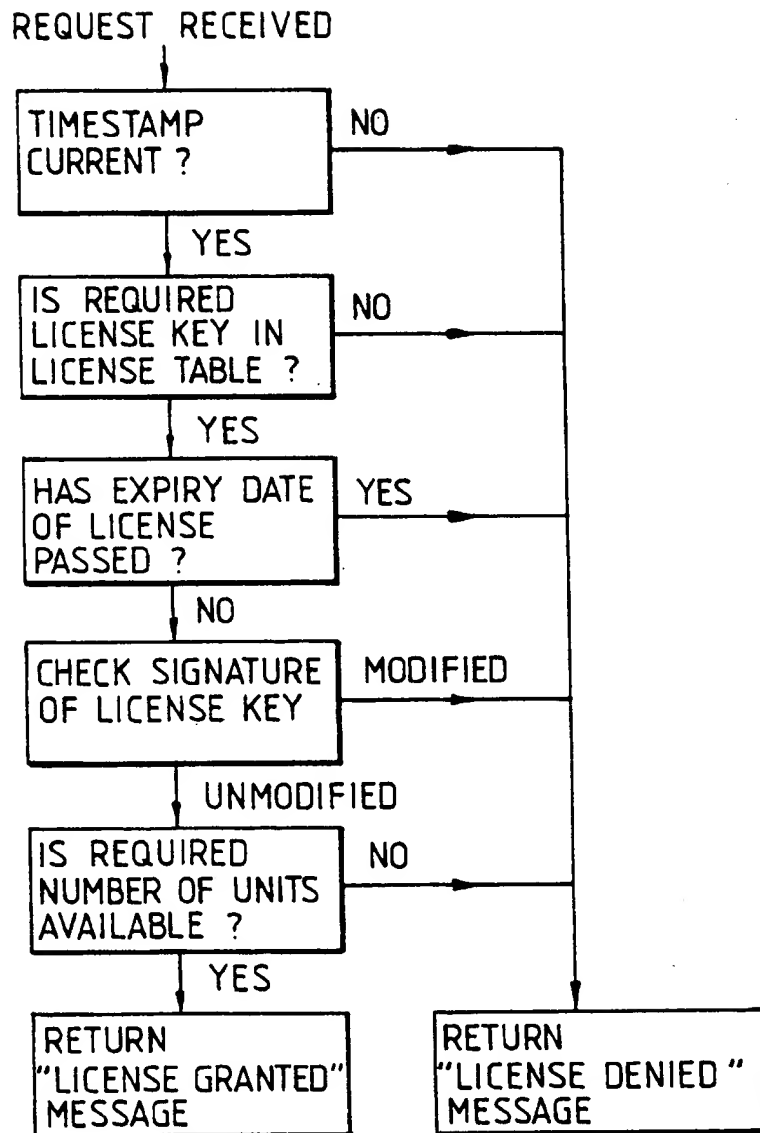 REQUEST RECEIVED
TIMESTAMP
CURRENT ?
NO
YES
IS REQUIRED
LICENSE KEY IN
LICENSE TABLE ?
NO
YES
HAS EXPIRY DATE
OF LICENSE
PASSED ?
YES
NO
CHECK SIGNATURE
OF LICENSE KEY
MODIFIED
UNMODIFIED
IS REQUIRED
NUMBER OF UNITS
AVAILABLE ?
NO
YES
RETURN
"LICENSE GRANTED"
MESSAGE
RETURN
"LICENSE DENIED"
MESSAGE